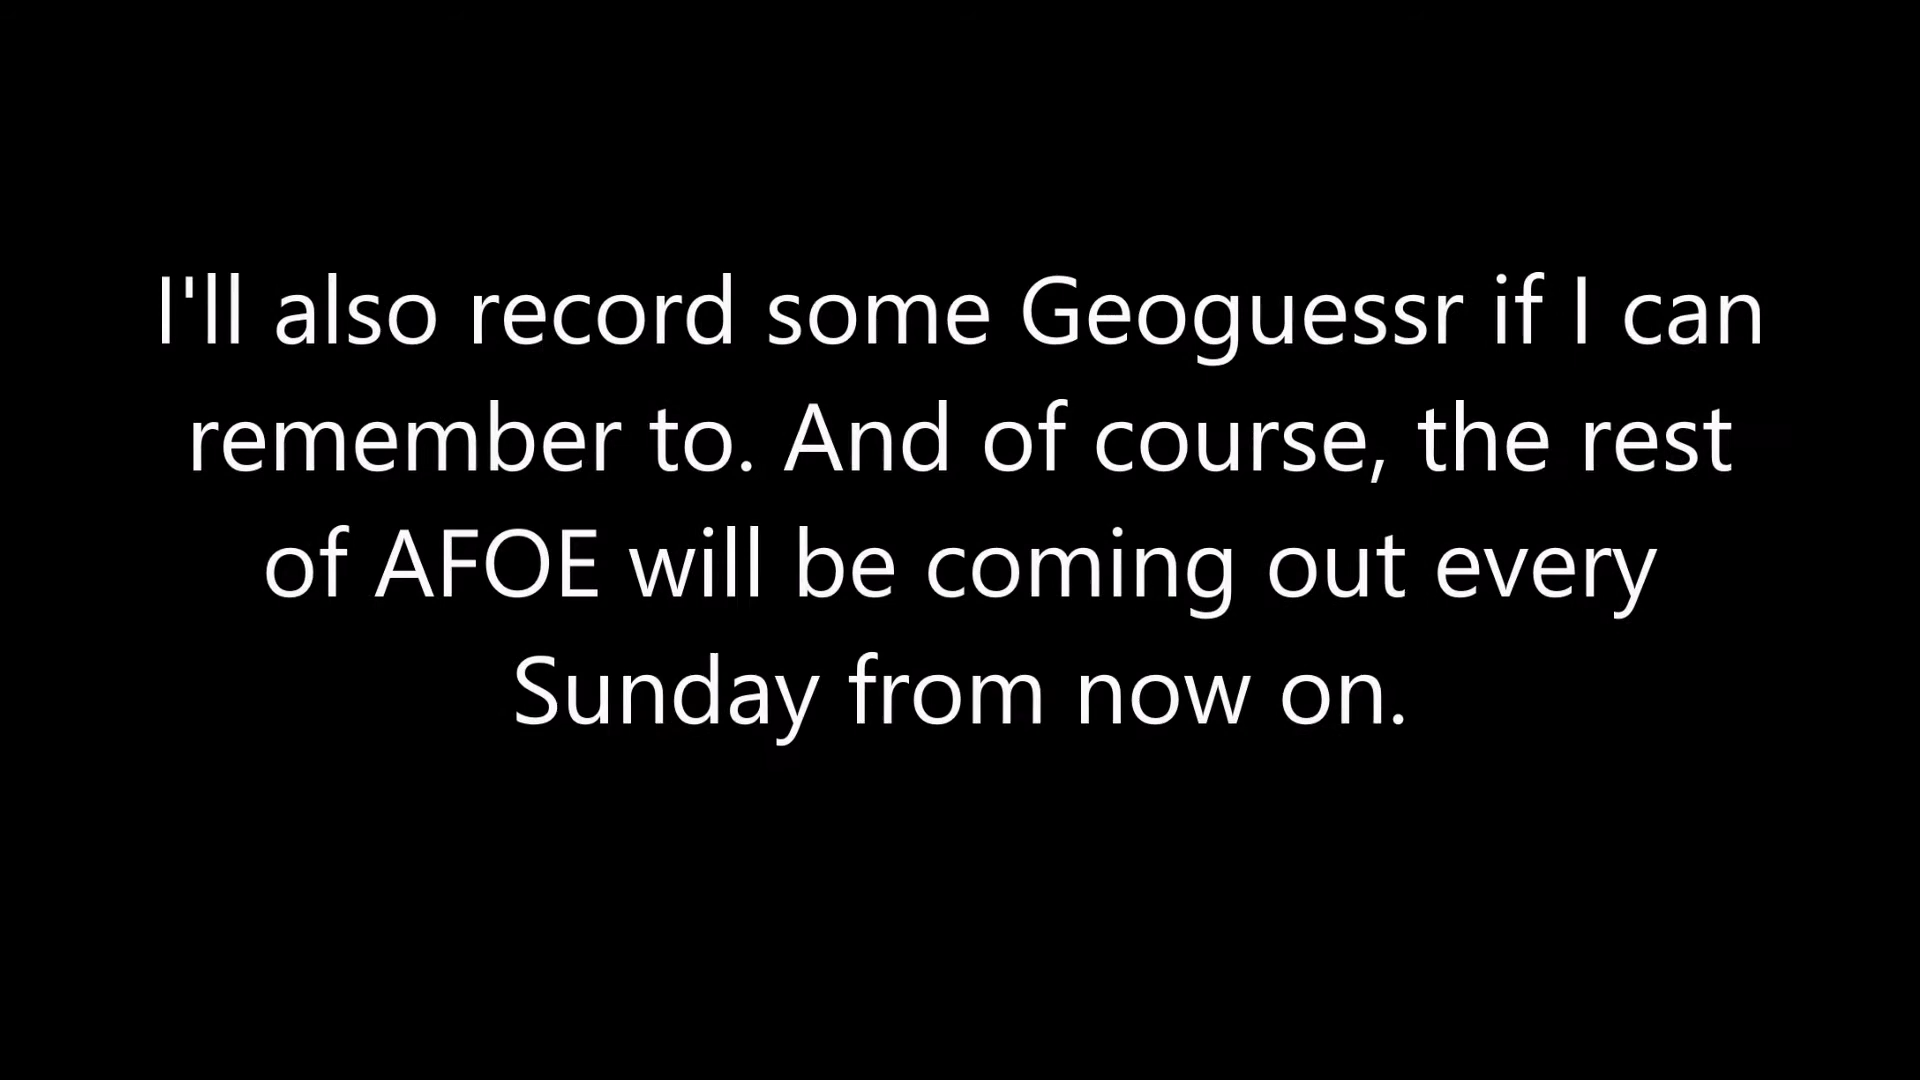 I'll also record some Geoguessr if I can
remember to. And of course, the rest
of AFOE will be coming out every
Sunday from now on.